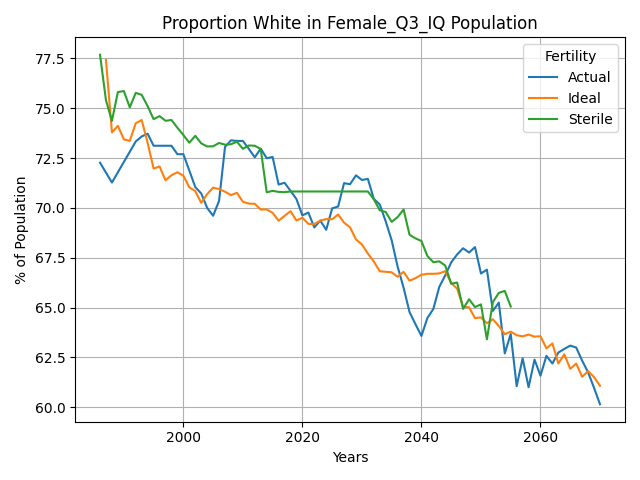 Proportion White in Female_Q3_IQ Population
Fertility
Actual
Ideal
Sterile
% of Population
77.5
75.0
72.5
70.0
67.5
65.0
62.5
60.0
2000
2020
2040
2060
Years